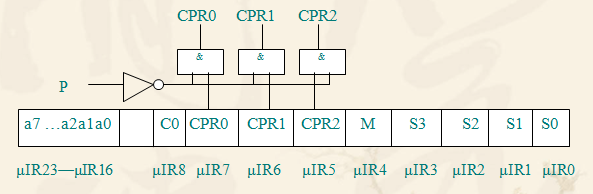 CPR0 CPR1 CPR2
& & &
P
a7 …a2a1a0 C0 CPR0 CPR1 CPR2 M S3 S2 S1 S0
μIR23—μIR16 μIR8 μIR7 μIR6 μIR5 μIR4 μIR3 μIR2 μIR1 μIR0